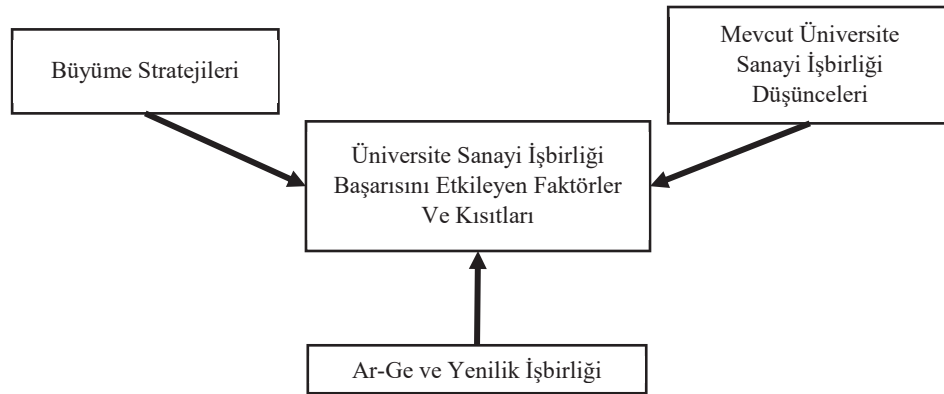 Büyüme Stratejileri
Mevcut Üniversite
Sanayi İşbirliği
Düşünceleri
Üniversite Sanayi İşbirliği
Başarısını Etkileyen Faktörler
Ve Kısıtları
Ar-Ge ve Yenilik İşbirliği